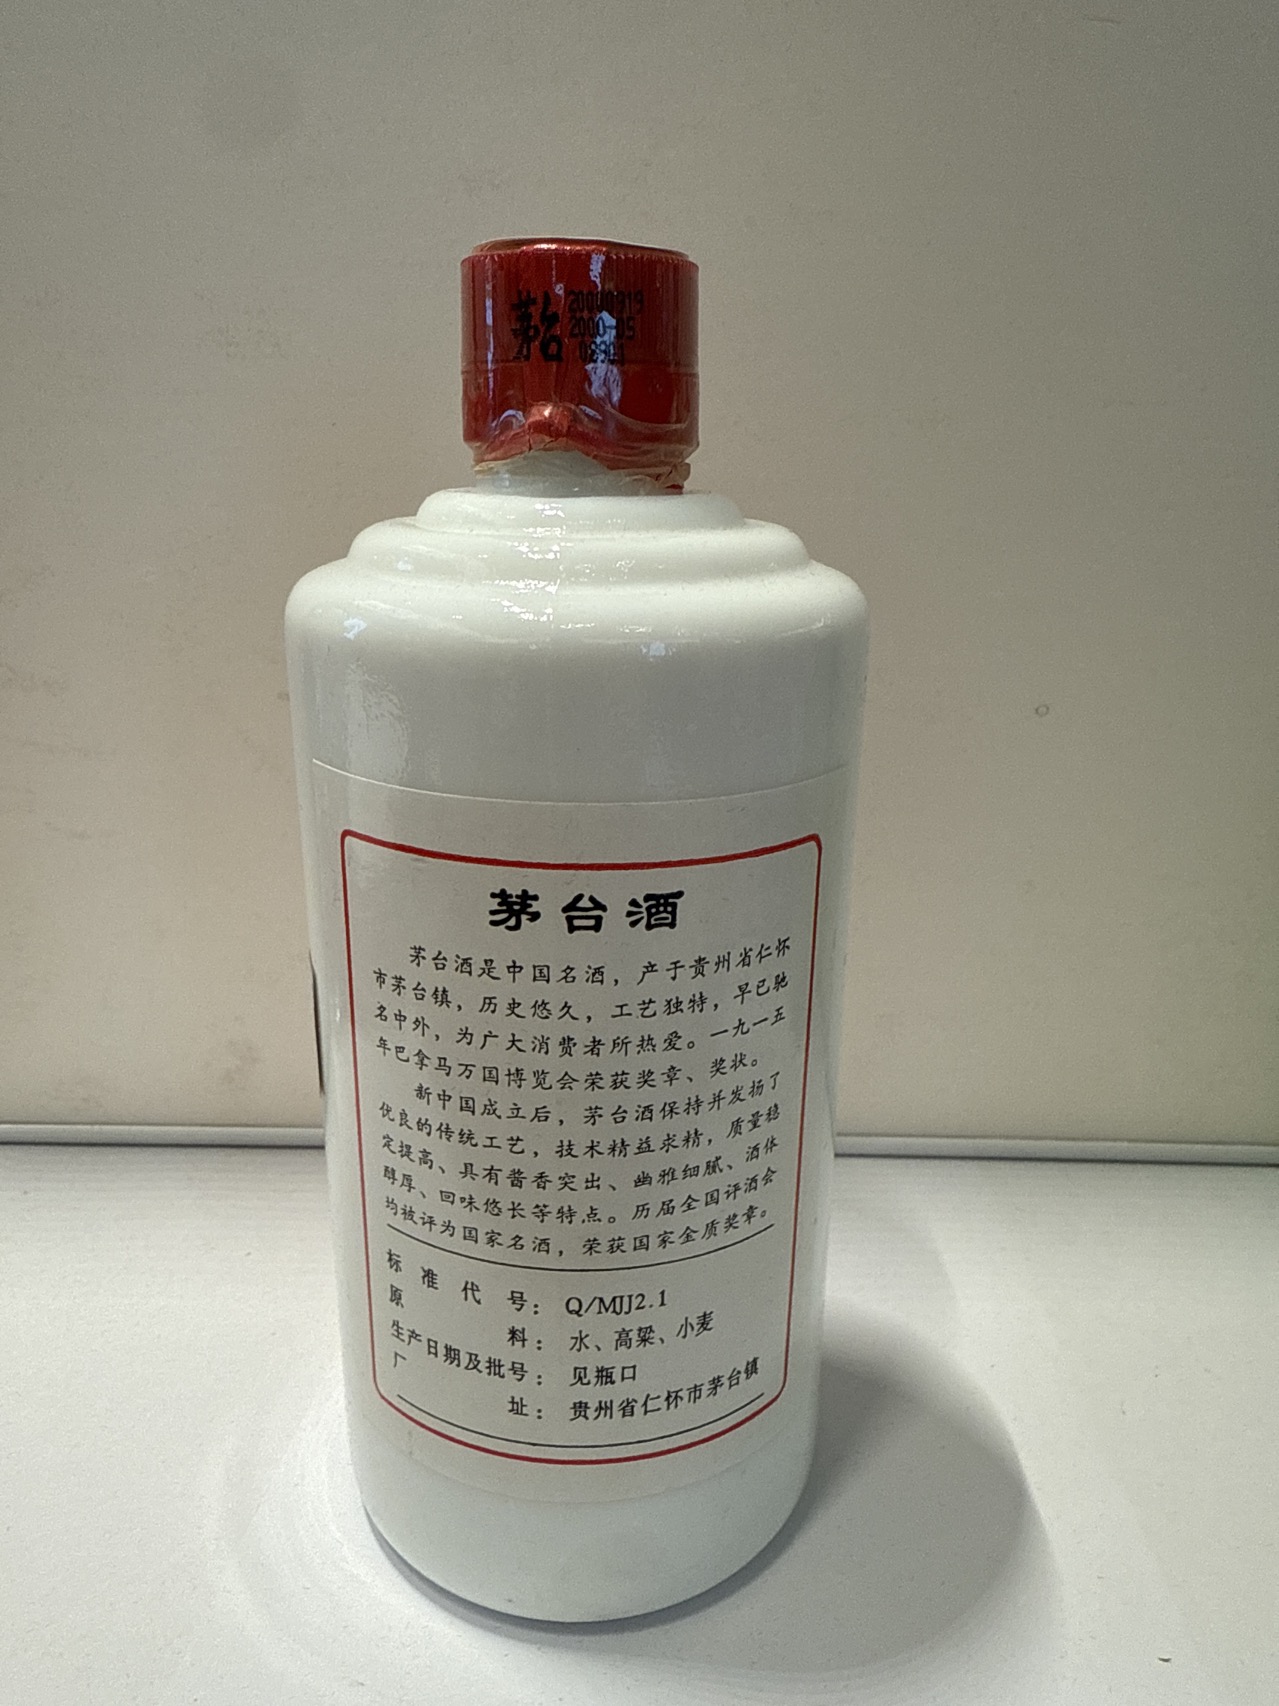 茅台
20000919
2000-05
02901
茅台酒
茅台酒是中国名酒，产于贵州省仁怀
市茅台镇，历史悠久，工艺独特，早已驰
名中外，为广大消费者所热爱。一九一五
年巴拿马万国博览会荣获奖章、奖状。
新中国成立后，茅台酒保持并发扬了
优良的传统工艺，技术精益求精，质量稳
定提高、具有酱香突出、幽雅细腻、酒体
醇厚、回味悠长等特点。历届全国评酒会
均被评为国家名酒，荣获国家金质奖章。
标准代号：Q/MJJ2.1
原料：水、高粱、小麦
生产日期及批号：见瓶口
厂址：贵州省仁怀市茅台镇